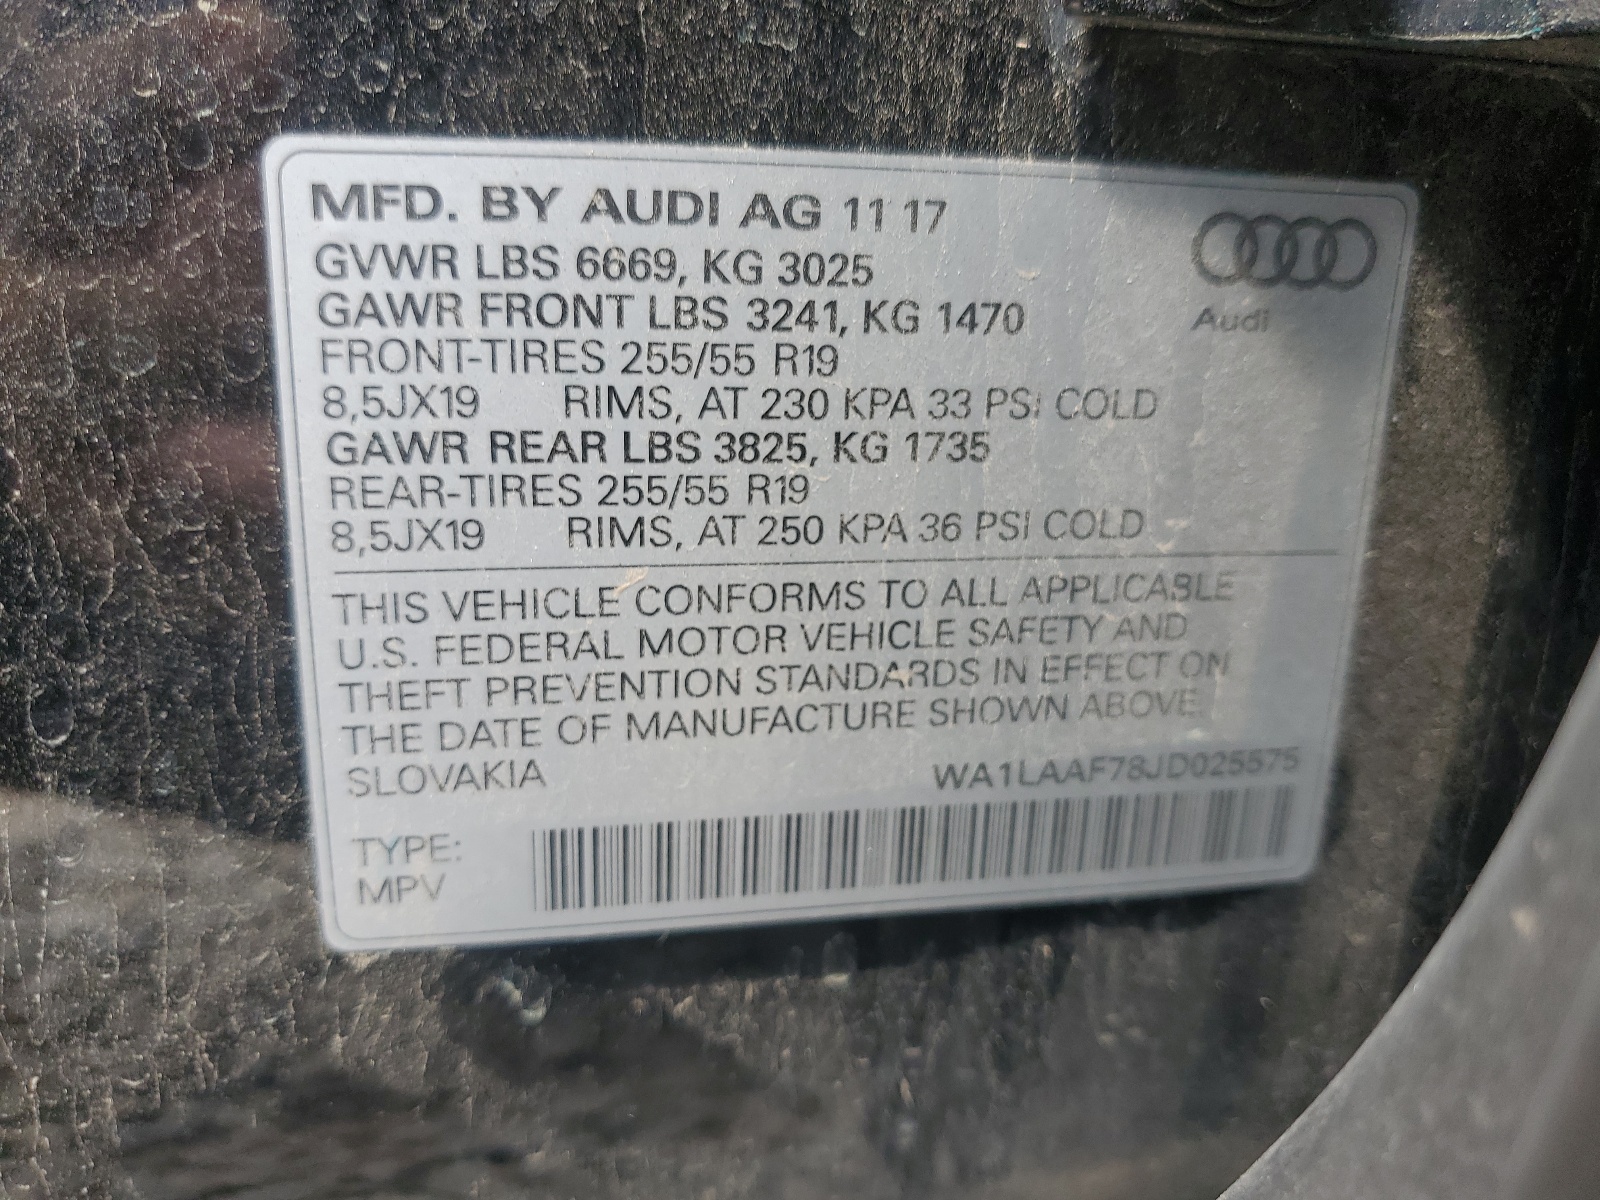 MFD. BY AUDI AG 11 17
GVWR LBS 6669, KG 3025
GAWR FRONT LBS 3241, KG 1470
FRONT-TIRES 255/55 R19
8,5JX19 RIMS, AT 230 KPA 33 PSI COLD
GAWR REAR LBS 3825, KG 1735
REAR-TIRES 255/55 R19
8,5JX19 RIMS, AT 250 KPA 36 PSI COLD
Audi
THIS VEHICLE CONFORMS TO ALL APPLICABLE
U.S. FEDERAL MOTOR VEHICLE SAFETY AND
THEFT PREVENTION STANDARDS IN EFFECT ON
THE DATE OF MANUFACTURE SHOWN ABOVE.
SLOVAKIA WA1LAAF78JD025575
TYPE:
MPV